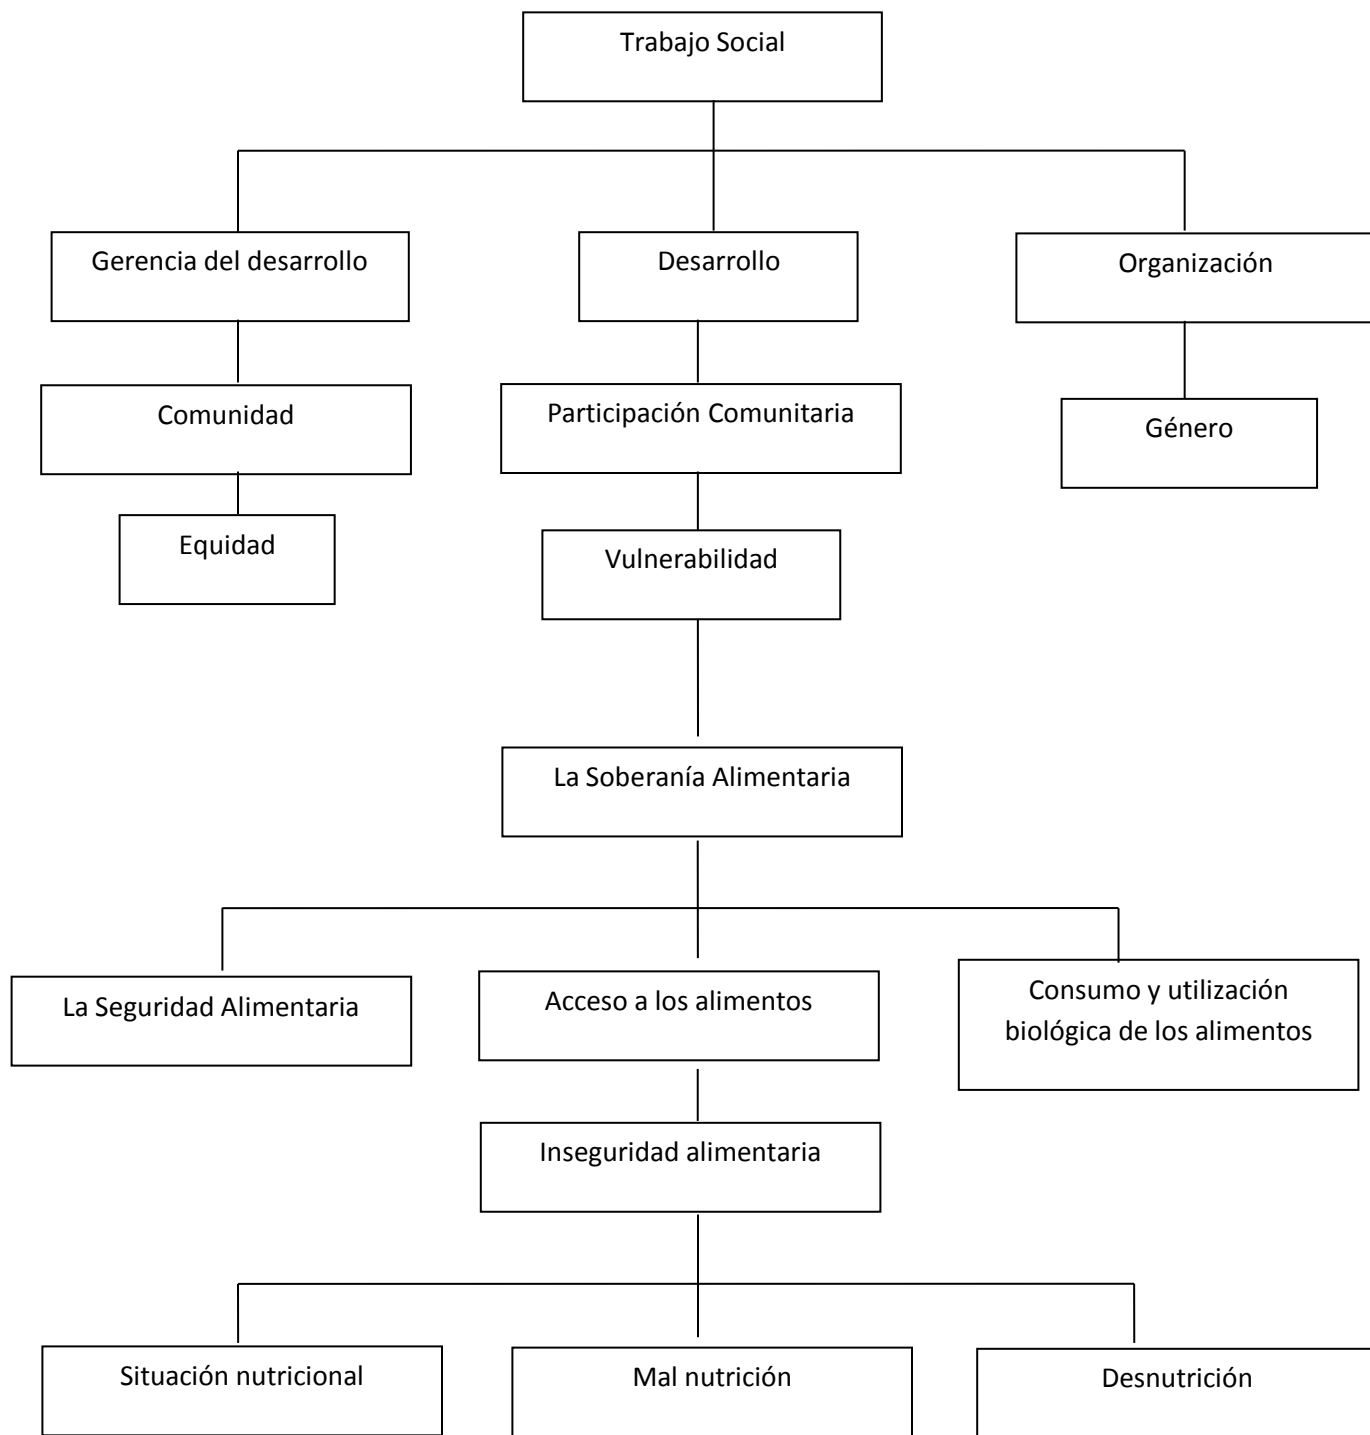 Trabajo Social
Gerencia del desarrollo
Desarrollo
Organización
Comunidad
Participación Comunitaria
Género
Equidad
Vulnerabilidad
La Soberanía Alimentaria
La Seguridad Alimentaria
Acceso a los alimentos
Consumo y utilización
biológica de los alimentos
Inseguridad alimentaria
Situación nutricional
Mal nutrición
Desnutrición